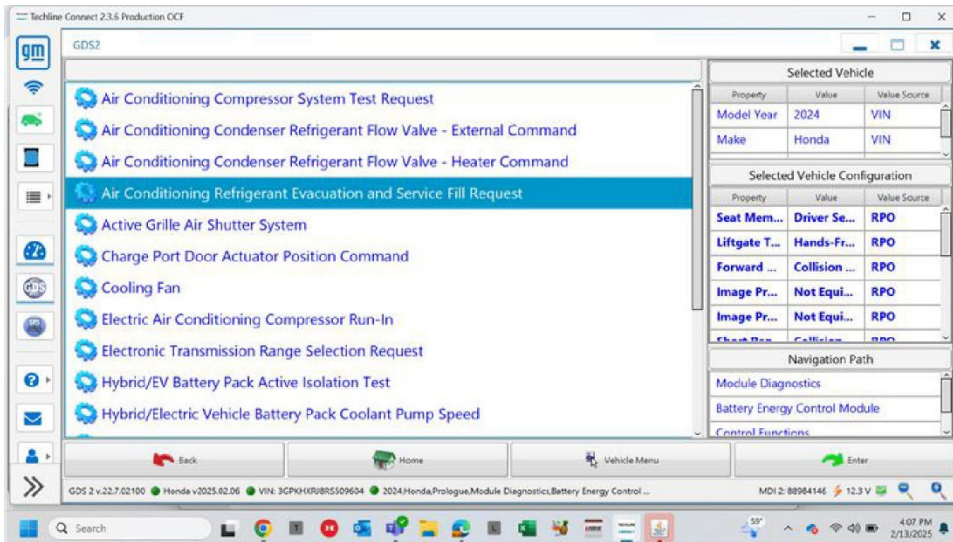 Techline Connect 2.3.6 Production OCF
gm
GDS2
Air Conditioning Compressor System Test Request
Air Conditioning Condenser Refrigerant Flow Valve - External Command
Air Conditioning Condenser Refrigerant Flow Valve - Heater Command
Air Conditioning Refrigerant Evacuation and Service Fill Request
Active Grille Air Shutter System
Charge Port Door Actuator Position Command
Cooling Fan
Electric Air Conditioning Compressor Run-In
Electronic Transmission Range Selection Request
Hybrid/EV Battery Pack Active Isolation Test
Hybrid/Electric Vehicle Battery Pack Coolant Pump Speed
Selected Vehicle
Property Value Value Source
Model Year 2024 VIN
Make Honda VIN
Selected Vehicle Configuration
Property Value Value Source
Seat Mem... Driver Se... RPO
Liftgate T... Hands-Fr... RPO
Forward ... Collision ... RPO
Image Pr... Not Equi... RPO
Image Pr... Not Equi... RPO
Short Ran... Collision RPO
Navigation Path
Module Diagnostics
Battery Energy Control Module
Control Functions
Back Home Vehicle Menu Enter
GDS 2 v.22.7.02100 Honda v2025.02.06 VIN: 3GPKHXRJ8RS509604 2024,Honda,Prologue,Module Diagnostics,Battery Energy Control ... MDI 2: 88984146 12.3 V
Search
59°
4:07 PM
2/13/2025